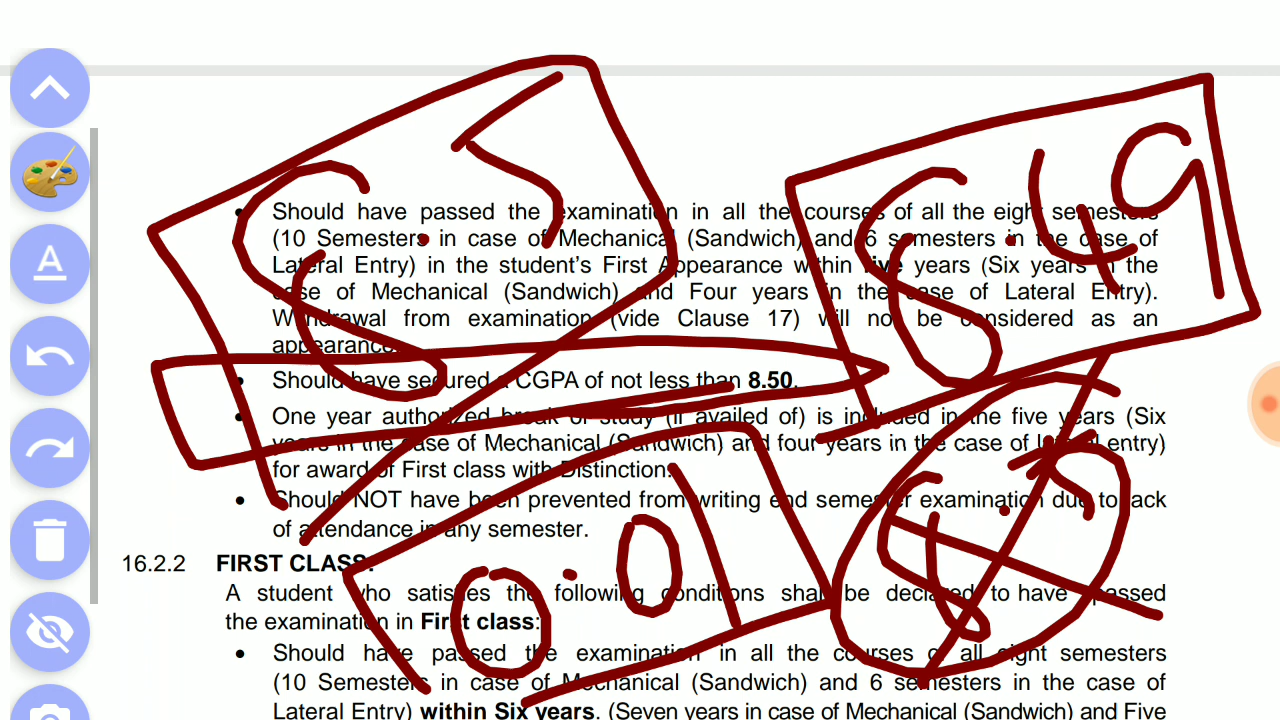 8.5
8.49
Should have passed the examination in all the courses of all the eight semesters
(10 Semesters in case of Mechanical (Sandwich) and 6 semesters in the case of
Lateral Entry) in the student's First Appearance within five years (Six years in the
case of Mechanical (Sandwich) and Four years in the case of Lateral Entry).
Withdrawal from examination (vide Clause 17) will not be considered as an
appearance.
Should have secured a CGPA of not less than 8.50.
One year authorized break of study (if availed of) is included in the five years (Six
years in the case of Mechanical (Sandwich) and four years in the case of lateral entry)
for award of First class with Distinction.
Should NOT have been prevented from writing end semester examination due to lack
of attendance in any semester.
8.5
0.01
16.2.2 FIRST CLASS:
A student who satisfies the following conditions shall be declared to have passed
the examination in First class:
Should have passed the examination in all the courses of all eight semesters
(10 Semesters in case of Mechanical (Sandwich) and 6 semesters in the case of
Lateral Entry) within Six years. (Seven years in case of Mechanical (Sandwich) and Five
A